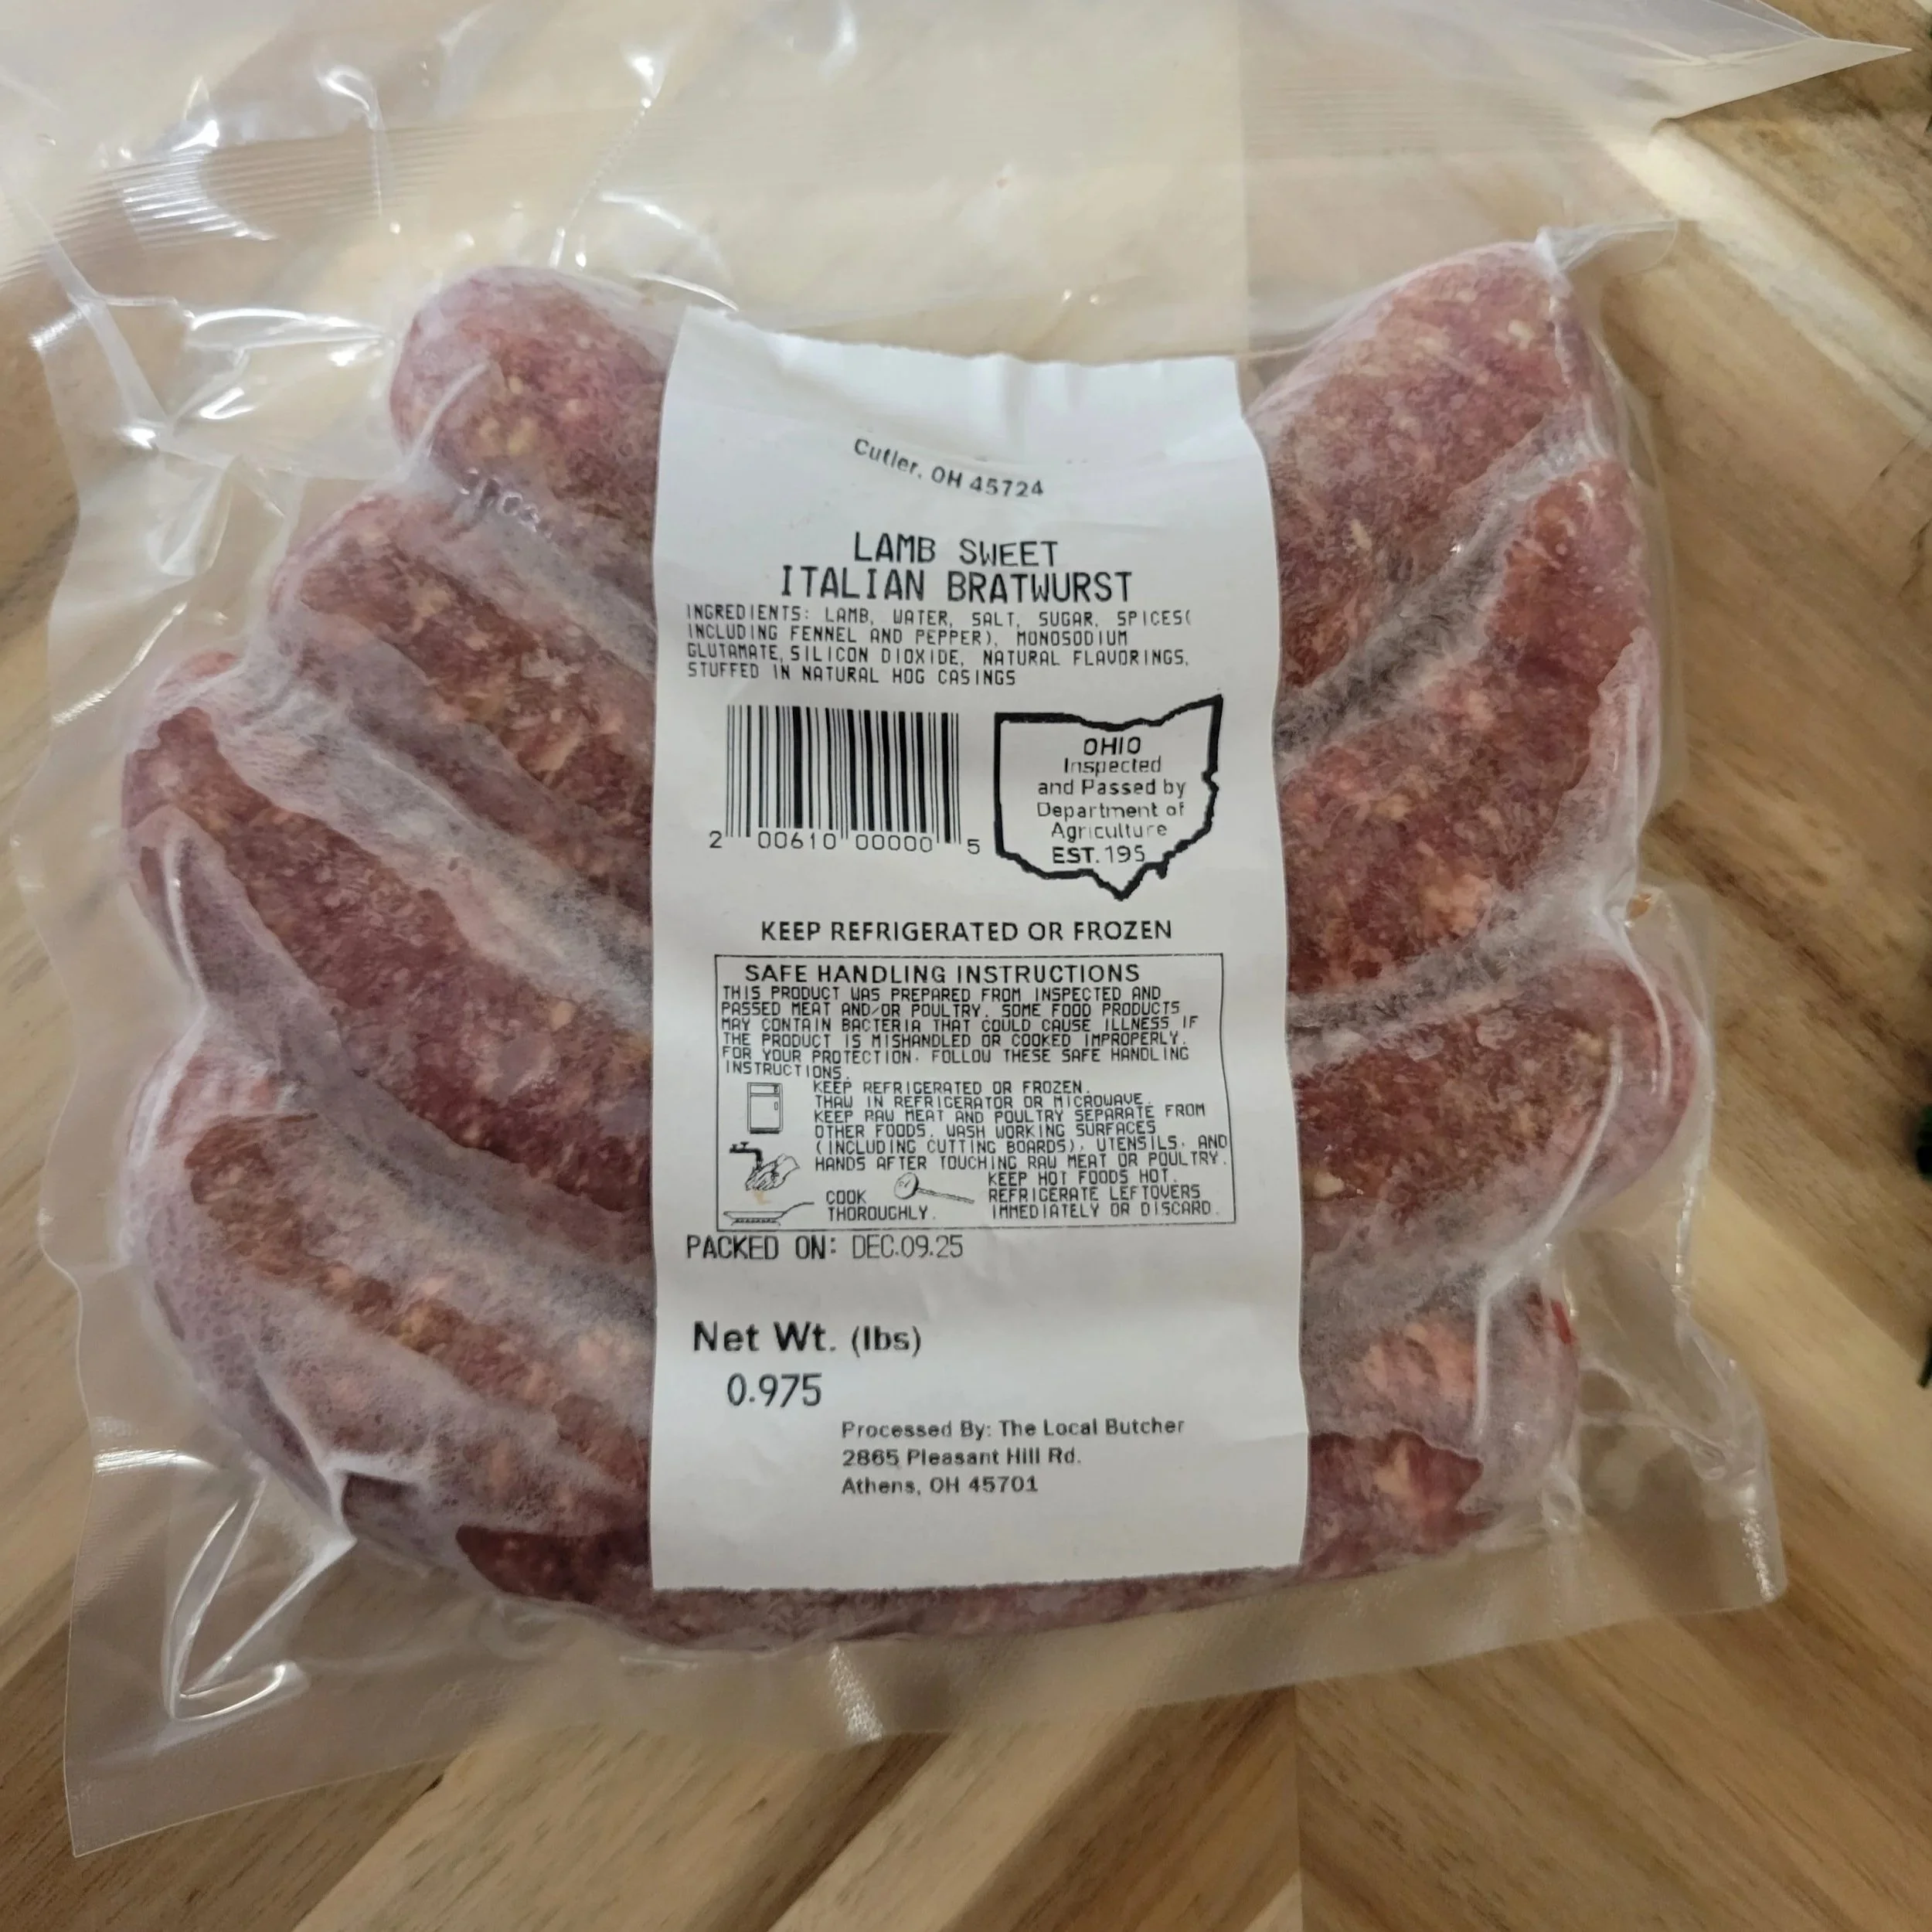 Cutler, OH 45724
LAMB SWEET
ITALIAN BRATWURST
INGREDIENTS: LAMB, WATER, SALT, SUGAR, SPICES(
INCLUDING FENNEL AND PEPPER), MONOSODIUM
GLUTAMATE, SILICON DIOXIDE, NATURAL FLAVORINGS,
STUFFED IN NATURAL HOG CASINGS
2 00610 00000 5
OHIO
Inspected
and Passed by
Department of
Agriculture
EST. 195
KEEP REFRIGERATED OR FROZEN
SAFE HANDLING INSTRUCTIONS
THIS PRODUCT WAS PREPARED FROM INSPECTED AND
PASSED MEAT AND/OR POULTRY. SOME FOOD PRODUCTS
MAY CONTAIN BACTERIA THAT COULD CAUSE ILLNESS IF
THE PRODUCT IS MISHANDLED OR COOKED IMPROPERLY.
FOR YOUR PROTECTION, FOLLOW THESE SAFE HANDLING
INSTRUCTIONS.
KEEP REFRIGERATED OR FROZEN.
THAW IN REFRIGERATOR OR MICROWAVE.
KEEP RAW MEAT AND POULTRY SEPARATE FROM
OTHER FOODS. WASH WORKING SURFACES
(INCLUDING CUTTING BOARDS), UTENSILS, AND
HANDS AFTER TOUCHING RAW MEAT OR POULTRY.
COOK
THOROUGHLY.
KEEP HOT FOODS HOT.
REFRIGERATE LEFTOVERS
IMMEDIATELY OR DISCARD.
PACKED ON: DEC.09.25
Net Wt. (lbs)
0.975
Processed By: The Local Butcher
2865 Pleasant Hill Rd.
Athens, OH 45701